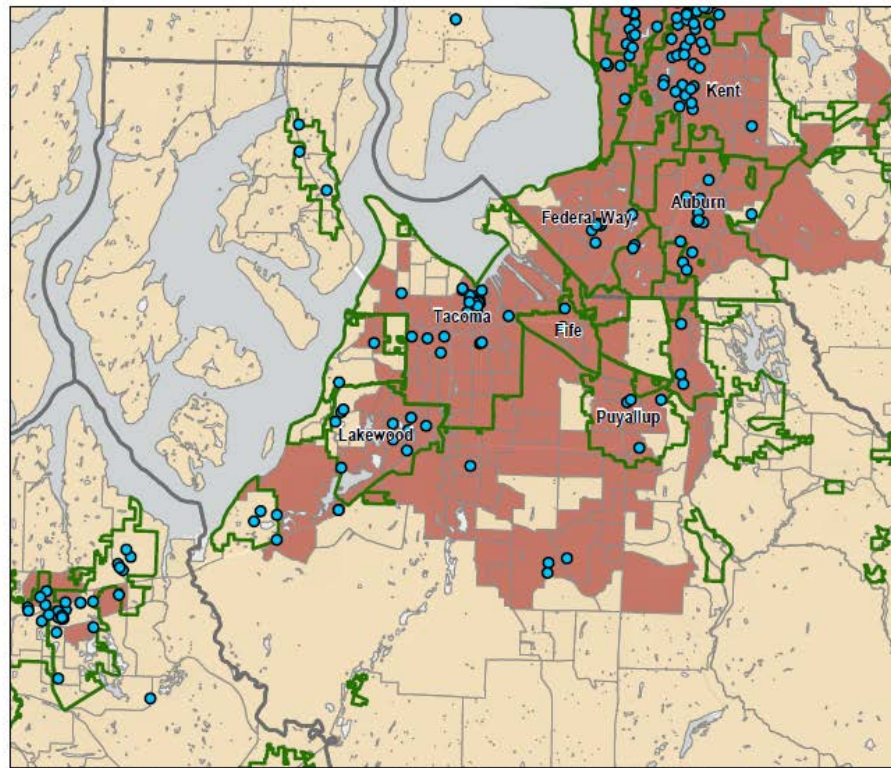 Kent
Auburn
Federal Way
Tacoma
Fife
Puyallup
Lakewood